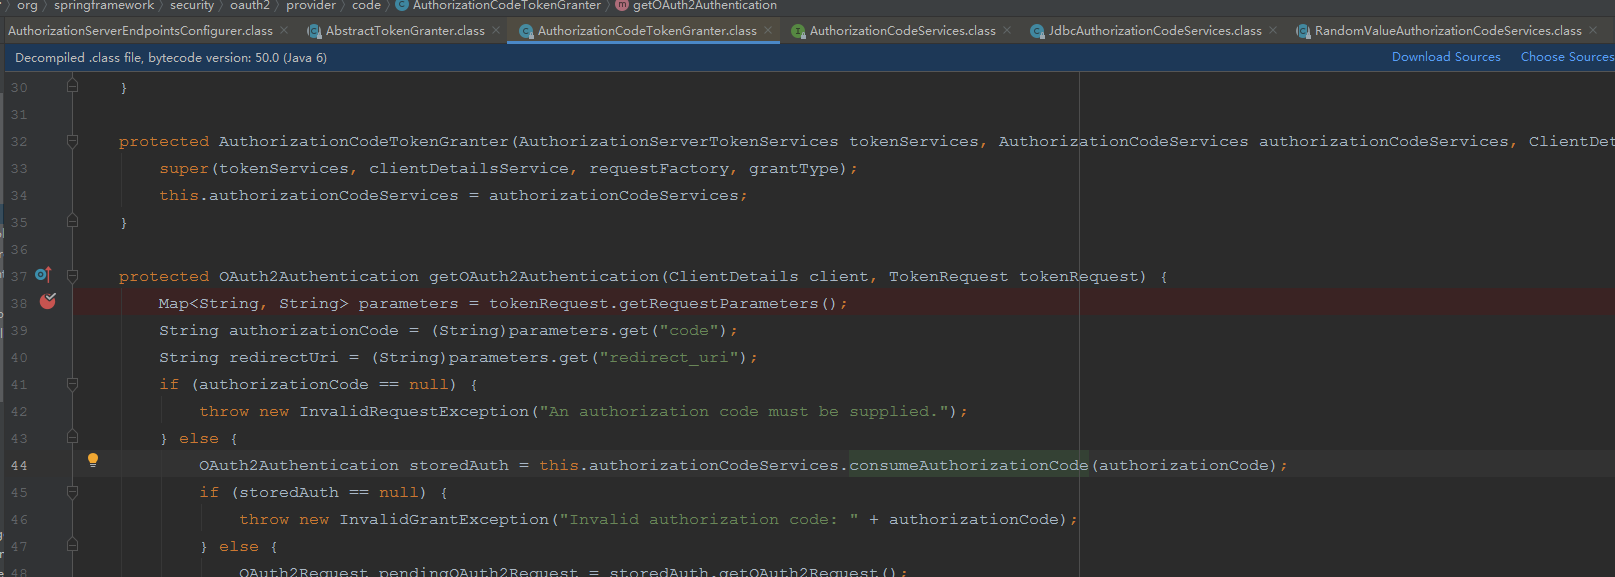 org › springframework › security › oauth2 › provider › code › AuthorizationCodeTokenGranter › getOAuth2Authentication
AuthorizationServerEndpointsConfigurer.class × AbstractTokenGranter.class × AuthorizationCodeTokenGranter.class × AuthorizationCodeServices.class × JdbcAuthorizationCodeServices.class × RandomValueAuthorizationCodeServices.class ×
Decompiled .class file, bytecode version: 50.0 (Java 6) Download Sources Choose Sources
30 }
31
32 protected AuthorizationCodeTokenGranter(AuthorizationServerTokenServices tokenServices, AuthorizationCodeServices authorizationCodeServices, ClientDet
33 super(tokenServices, clientDetailsService, requestFactory, grantType);
34 this.authorizationCodeServices = authorizationCodeServices;
35 }
36
37 protected OAuth2Authentication getOAuth2Authentication(ClientDetails client, TokenRequest tokenRequest) {
38 Map<String, String> parameters = tokenRequest.getRequestParameters();
39 String authorizationCode = (String)parameters.get("code");
40 String redirectUri = (String)parameters.get("redirect_uri");
41 if (authorizationCode == null) {
42 throw new InvalidRequestException("An authorization code must be supplied.");
43 } else {
44 OAuth2Authentication storedAuth = this.authorizationCodeServices.consumeAuthorizationCode(authorizationCode);
45 if (storedAuth == null) {
46 throw new InvalidGrantException("Invalid authorization code: " + authorizationCode);
47 } else {
48 OAuth2Request pendingOAuth2Request = storedAuth.getOAuth2Request();